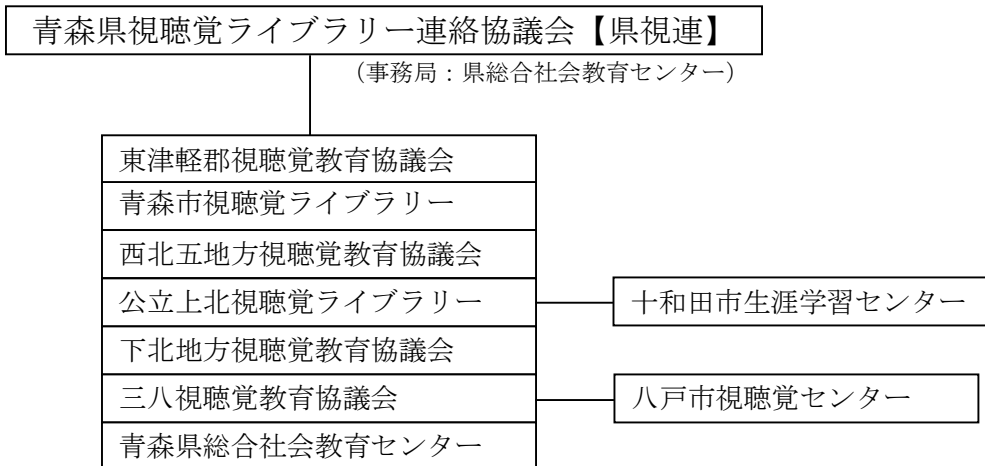 青森県視聴覚ライブラリー連絡協議会【県視連】
（事務局：県総合社会教育センター）
東津軽郡視聴覚教育協議会
青森市視聴覚ライブラリー
西北五地方視聴覚教育協議会
公立上北視聴覚ライブラリー
十和田市生涯学習センター
下北地方視聴覚教育協議会
三八視聴覚教育協議会
八戸市視聴覚センター
青森県総合社会教育センター